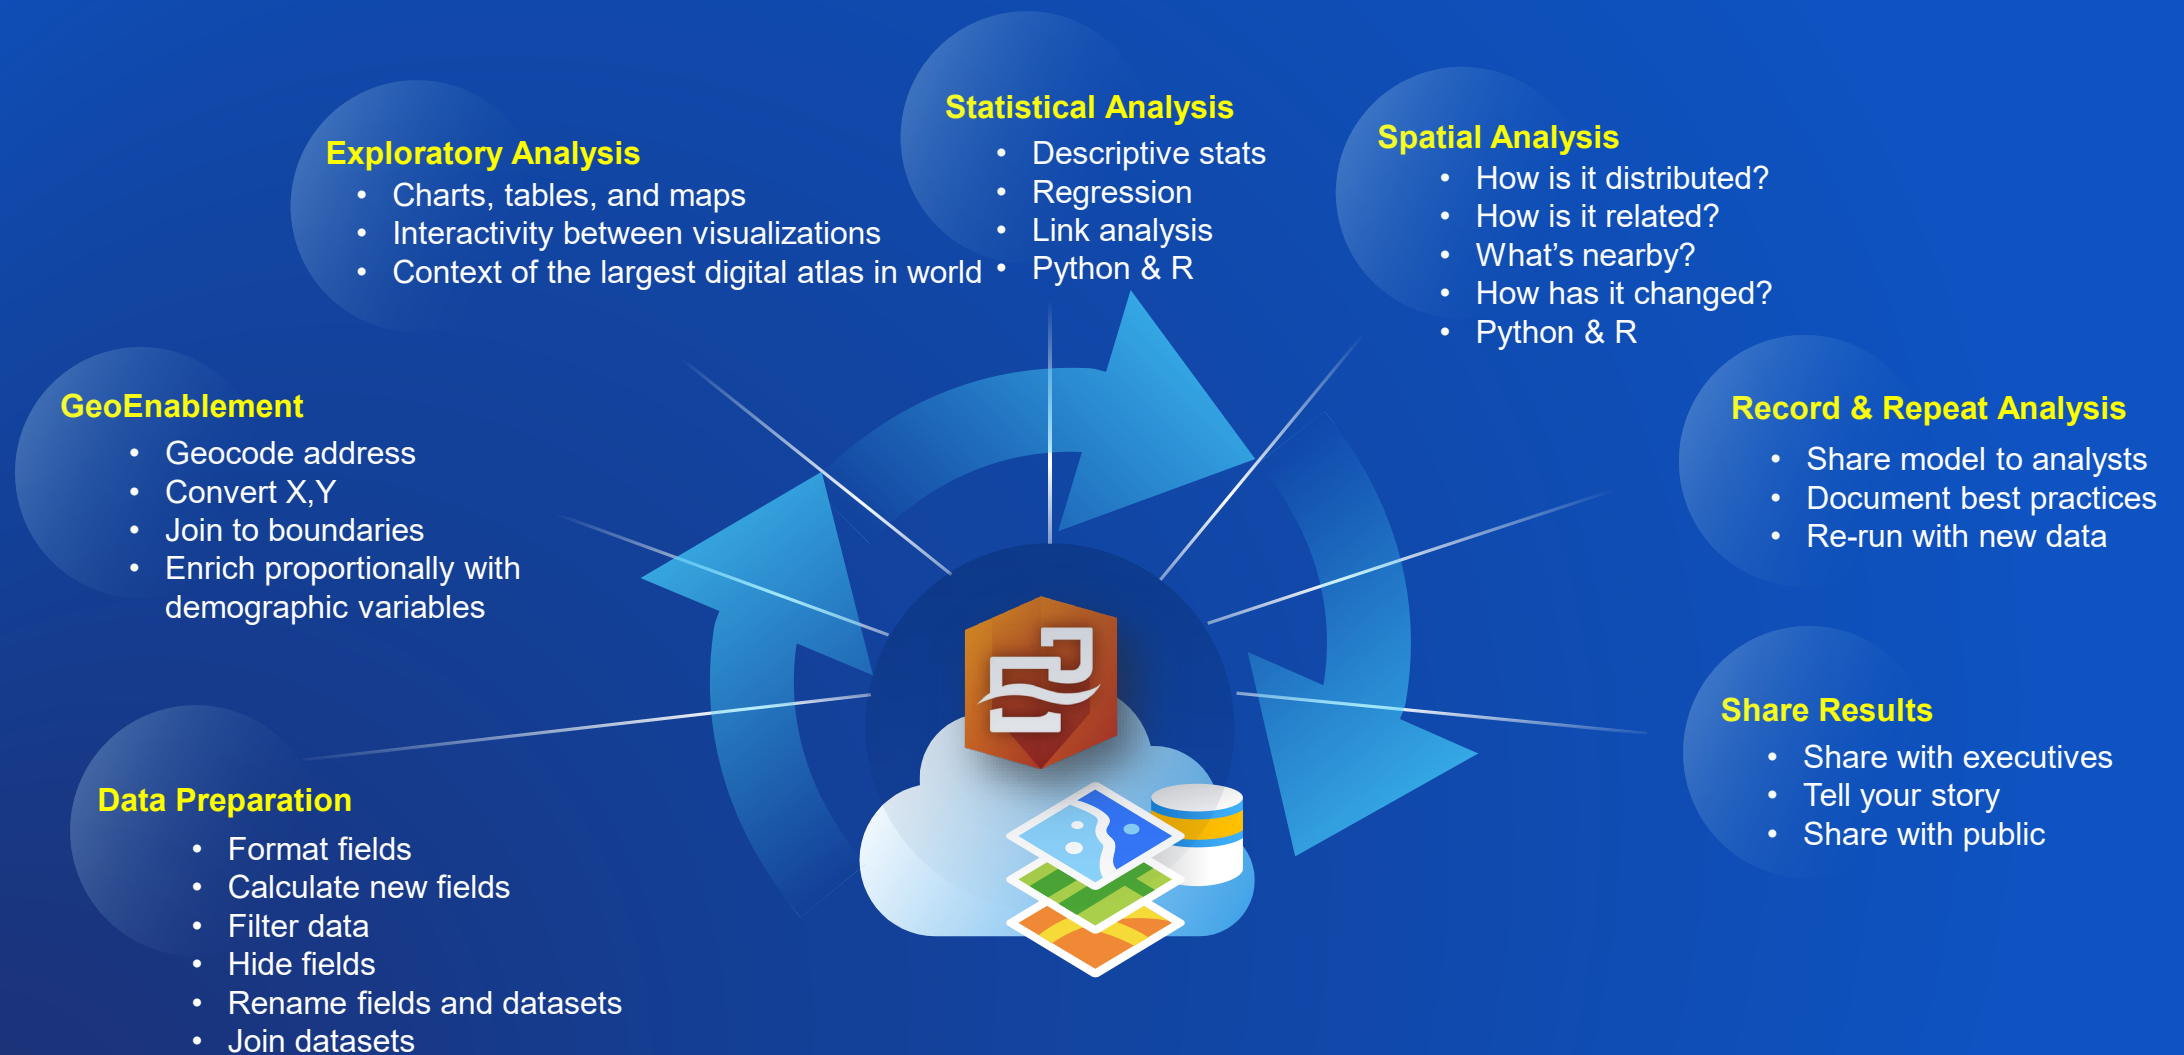 Statistical Analysis
• Descriptive stats
• Regression
• Link analysis
• Python & R
Spatial Analysis
• How is it distributed?
• How is it related?
• What’s nearby?
• How has it changed?
• Python & R
Exploratory Analysis
• Charts, tables, and maps
• Interactivity between visualizations
• Context of the largest digital atlas in world
GeoEnablement
• Geocode address
• Convert X,Y
• Join to boundaries
• Enrich proportionally with
demographic variables
Record & Repeat Analysis
• Share model to analysts
• Document best practices
• Re-run with new data
Share Results
• Share with executives
• Tell your story
• Share with public
Data Preparation
• Format fields
• Calculate new fields
• Filter data
• Hide fields
• Rename fields and datasets
• Join datasets